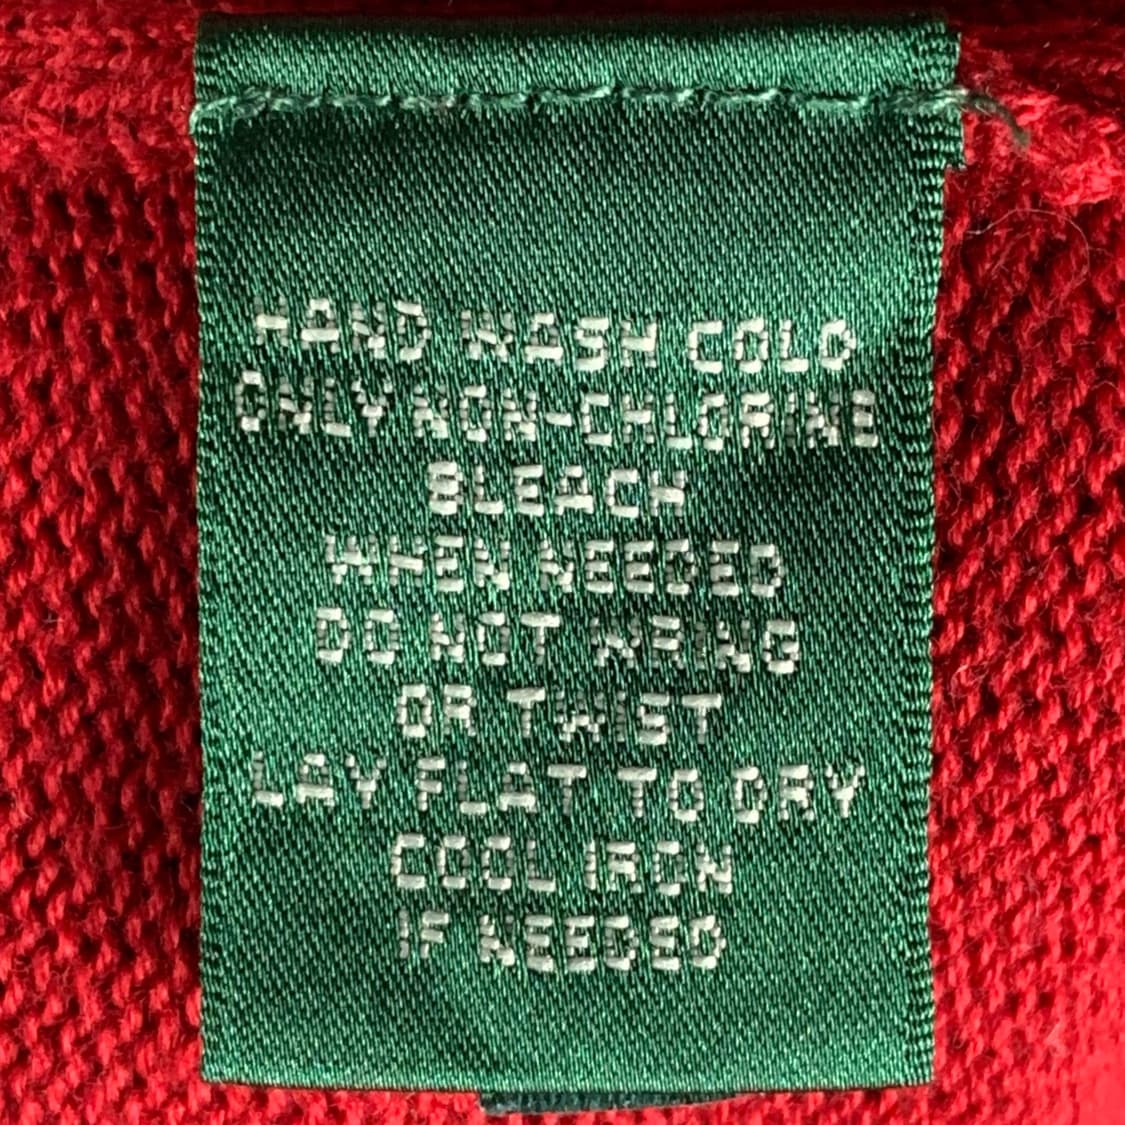 HAND WASH COLD
ONLY NON-CHLORINE
BLEACH
WHEN NEEDED
DO NOT WRING
OR TWIST
LAY FLAT TO DRY
COOL IRON
IF NEEDED